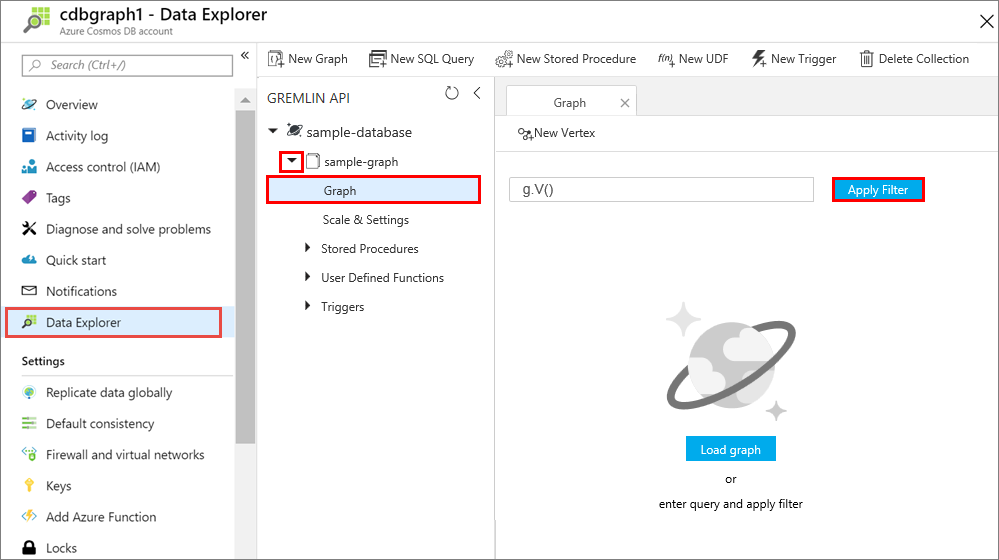 cdbgraph1 - Data Explorer
Azure Cosmos DB account
Search (Ctrl+/)
Overview
Activity log
Access control (IAM)
Tags
Diagnose and solve problems
Quick start
Notifications
Data Explorer
Settings
Replicate data globally
Default consistency
Firewall and virtual networks
Keys
Add Azure Function
Locks
New Graph
New SQL Query
New Stored Procedure
New UDF
New Trigger
Delete Collection
GREMLIN API
sample-database
sample-graph
Graph
Scale & Settings
Stored Procedures
User Defined Functions
Triggers
Graph
New Vertex
g.V()
Apply Filter
Load graph
or
enter query and apply filter